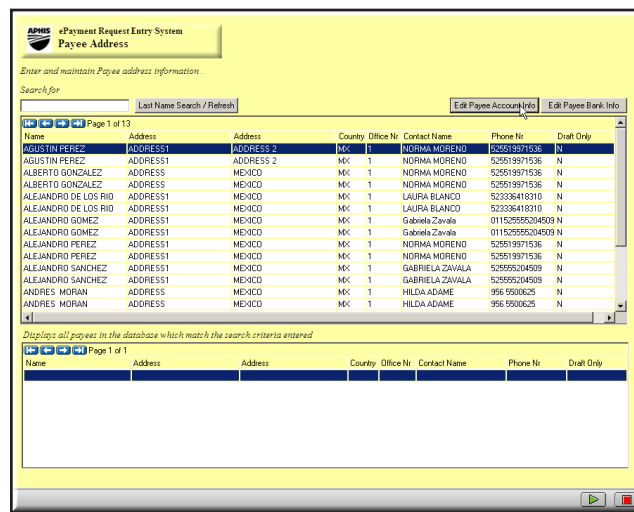 APHIS ePayment Request Entry System
Payee Address
Enter and maintain Payee address information .
Search for
Last Name Search / Refresh Edit Payee Account Info Edit Payee Bank Info
Page 1 of 13
Name Address Address Country Office Nr Contact Name Phone Nr Draft Only
AGUSTIN PEREZ ADDRESS1 ADDRESS 2 MX 1 NORMA MORENO 525519971536 N
AGUSTIN PEREZ ADDRESS1 ADDRESS 2 MX 1 NORMA MORENO 525519971536 N
ALBERTO GONZALEZ ADDRESS MEXICO MX 1 NORMA MORENO 525519971536 N
ALBERTO GONZALEZ ADDRESS MEXICO MX 1 NORMA MORENO 525519971536 N
ALEJANDRO DE LOS RIO ADDRESS1 MEXICO MX 1 LAURA BLANCO 523336418310 N
ALEJANDRO DE LOS RIO ADDRESS1 MEXICO MX 1 LAURA BLANCO 523336418310 N
ALEJANDRO GOMEZ ADDRESS1 MEXICO MX 1 Gabriela Zavala 011525555204509 N
ALEJANDRO GOMEZ ADDRESS1 MEXICO MX 1 Gabriela Zavala 011525555204509 N
ALEJANDRO PEREZ ADDRESS1 MEXICO MX 1 NORMA MORENO 525519971536 N
ALEJANDRO PEREZ ADDRESS1 MEXICO MX 1 NORMA MORENO 525519971536 N
ALEJANDRO SANCHEZ ADDRESS1 MEXICO MX 1 GABRIELA ZAVALA 525555204509 N
ALEJANDRO SANCHEZ ADDRESS1 MEXICO MX 1 GABRIELA ZAVALA 525555204509 N
ANDRES MORAN ADDRESS MEXICO MX 1 HILDA ADAME 956 5500625 N
ANDRES MORAN ADDRESS MEXICO MX 1 HILDA ADAME 956 5500625 N
Displays all payees in the database which match the search criteria entered
Page 1 of 1
Name Address Address Country Office Nr Contact Name Phone Nr Draft Only